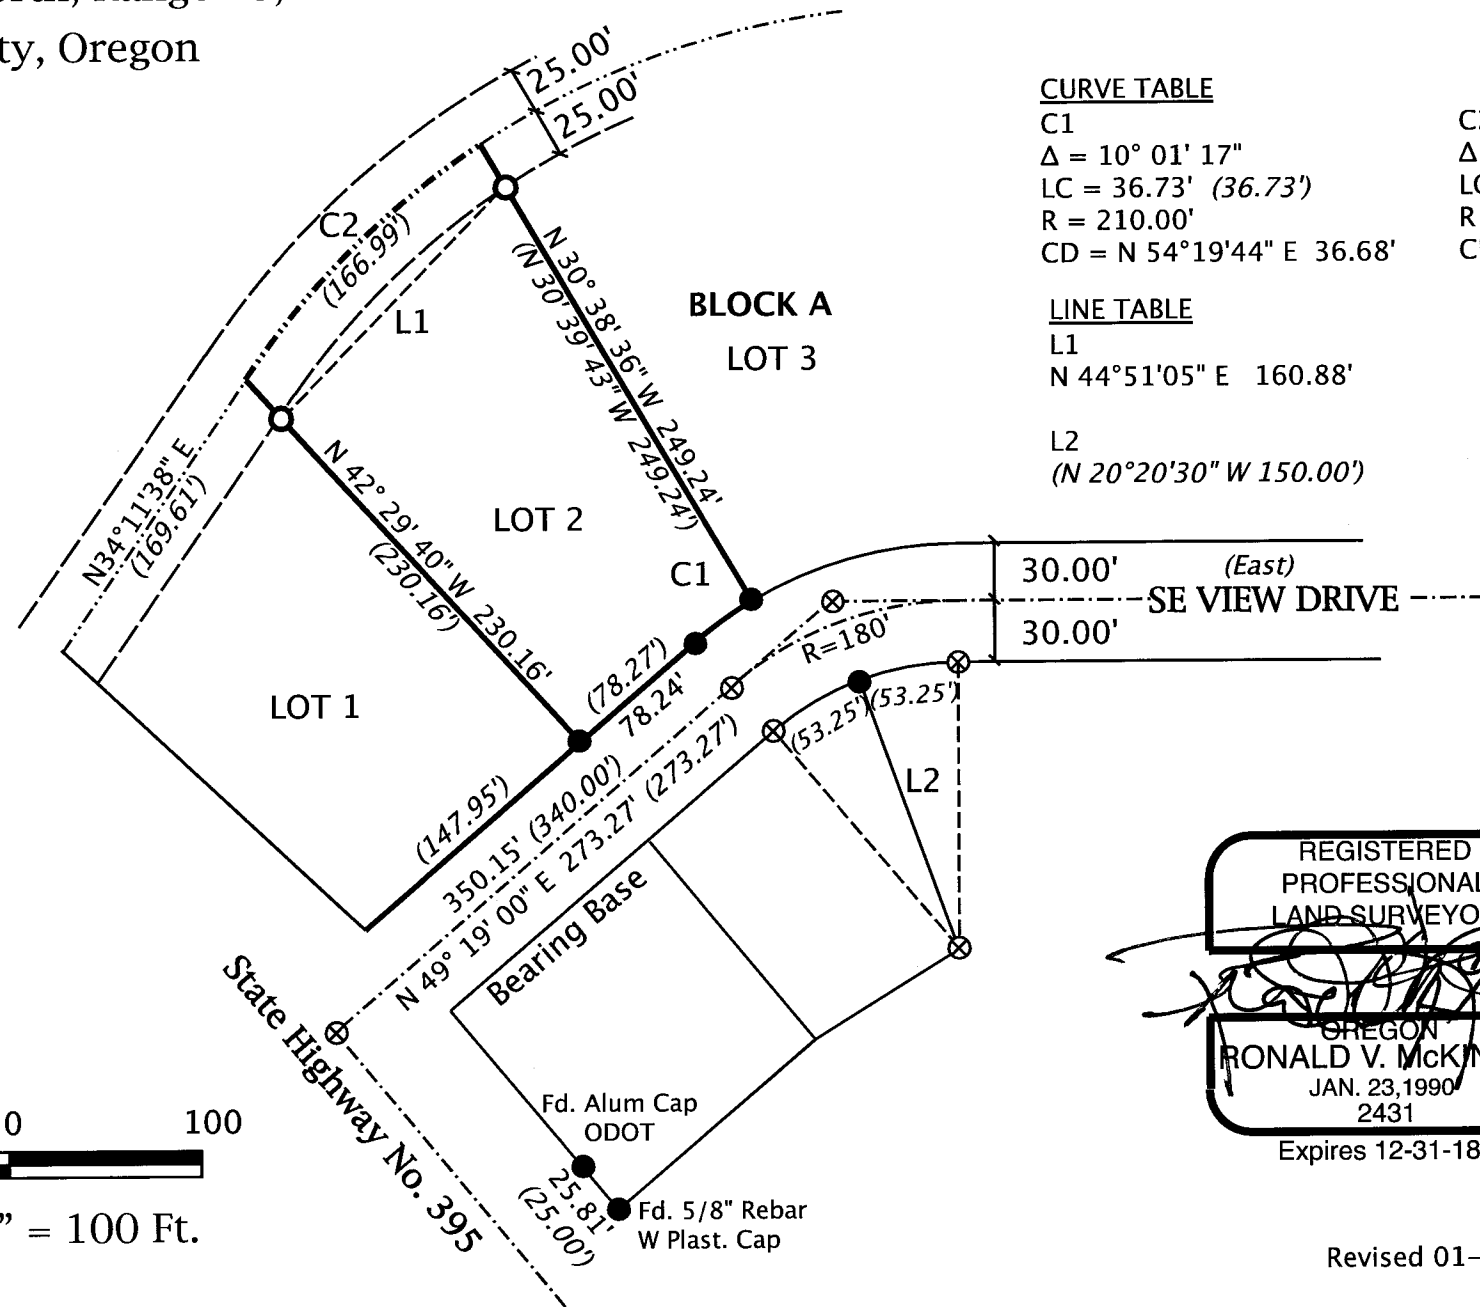 ty, Oregon
25.00'
25.00'
CURVE TABLE
C1
Δ = 10° 01' 17"
LC = 36.73' (36.73')
R = 210.00'
CD = N 54°19'44" E 36.68'
Δ
R
LINE TABLE
L1
N 44°51'05" E 160.88'
L2
(N 20°20'30" W 150.00')
C2
(166.99')
L1
N 30° 38' 36" W 249.24'
(N 30' 39' 43" W 249.24')
BLOCK A
LOT 3
N34°11'38" E
(169.61')
N 42° 29' 40" W 230.16'
(230.16')
LOT 2
C1
LOT 1
(78.27')
78.24'
(147.95')
350.15' (340.00')
N 49° 19' 00" E 273.27' (273.27')
Bearing Base
R=180'
30.00'
30.00'
(East)
SE VIEW DRIVE
(53.25')
(53.25')
L2
State Highway No. 395
Fd. Alum Cap
ODOT
25.81'
(25.00')
Fd. 5/8" Rebar
W Plast. Cap
0 100
" = 100 Ft.
REGISTERED
PROFESSIONAL
LAND SURVEYO
OREGON
RONALD V. McKIN
JAN. 23,1990
2431
Expires 12-31-18
Revised 01-